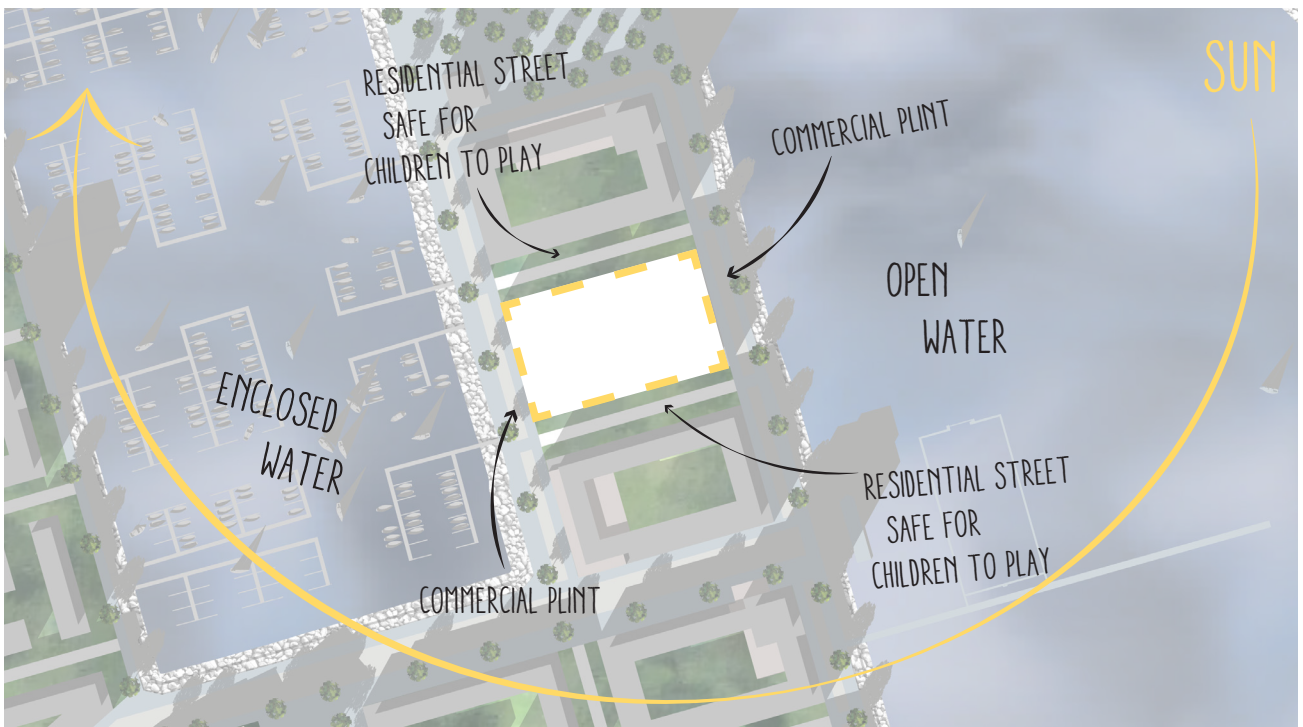 SUN
RESIDENTIAL STREET
SAFE FOR
CHILDREN TO PLAY
COMMERCIAL PLINT
OPEN
WATER
ENCLOSED
WATER
RESIDENTIAL STREET
SAFE FOR
CHILDREN TO PLAY
COMMERCIAL PLINT